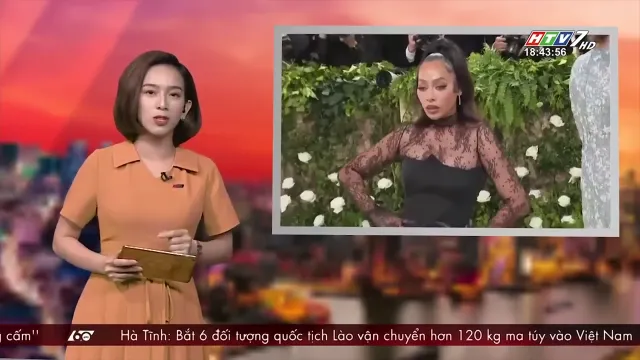 HTV7 HD
18:43:56
g cấm"
60
Hà Tĩnh: Bắt 6 đối tượng quốc tịch Lào vận chuyển hơn 120 kg ma túy vào Việt Nam